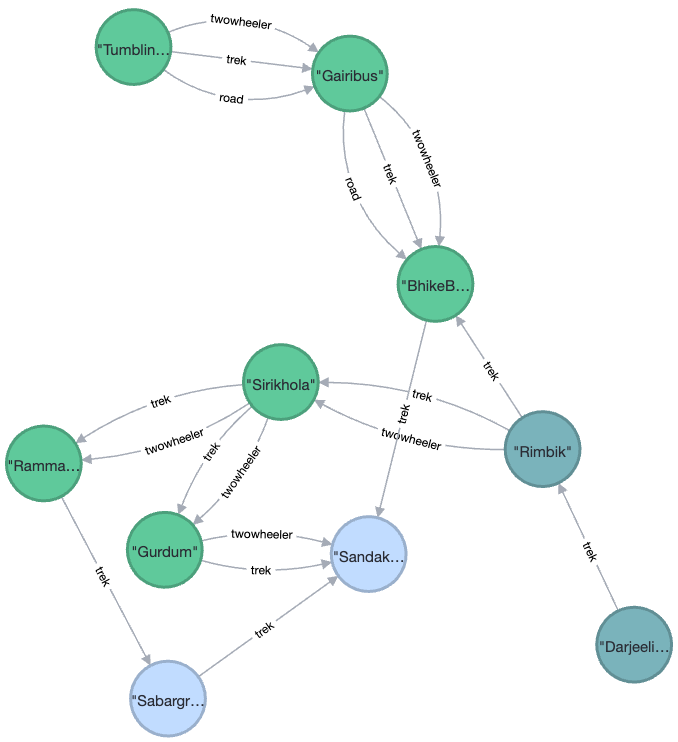 "Tumblin…
twowheeler
trek
road
"Gairibus"
twowheeler
trek
road
"BhikeB…
"Sirikhola"
trek
trek
trek
trek
twowheeler
twowheeler
"Rimbik"
"Ramma…
trek
twowheeler
twowheeler
"Gurdum"
trek
"Sandak…
trek
trek
trek
"Darjeeli…
"Sabargr…